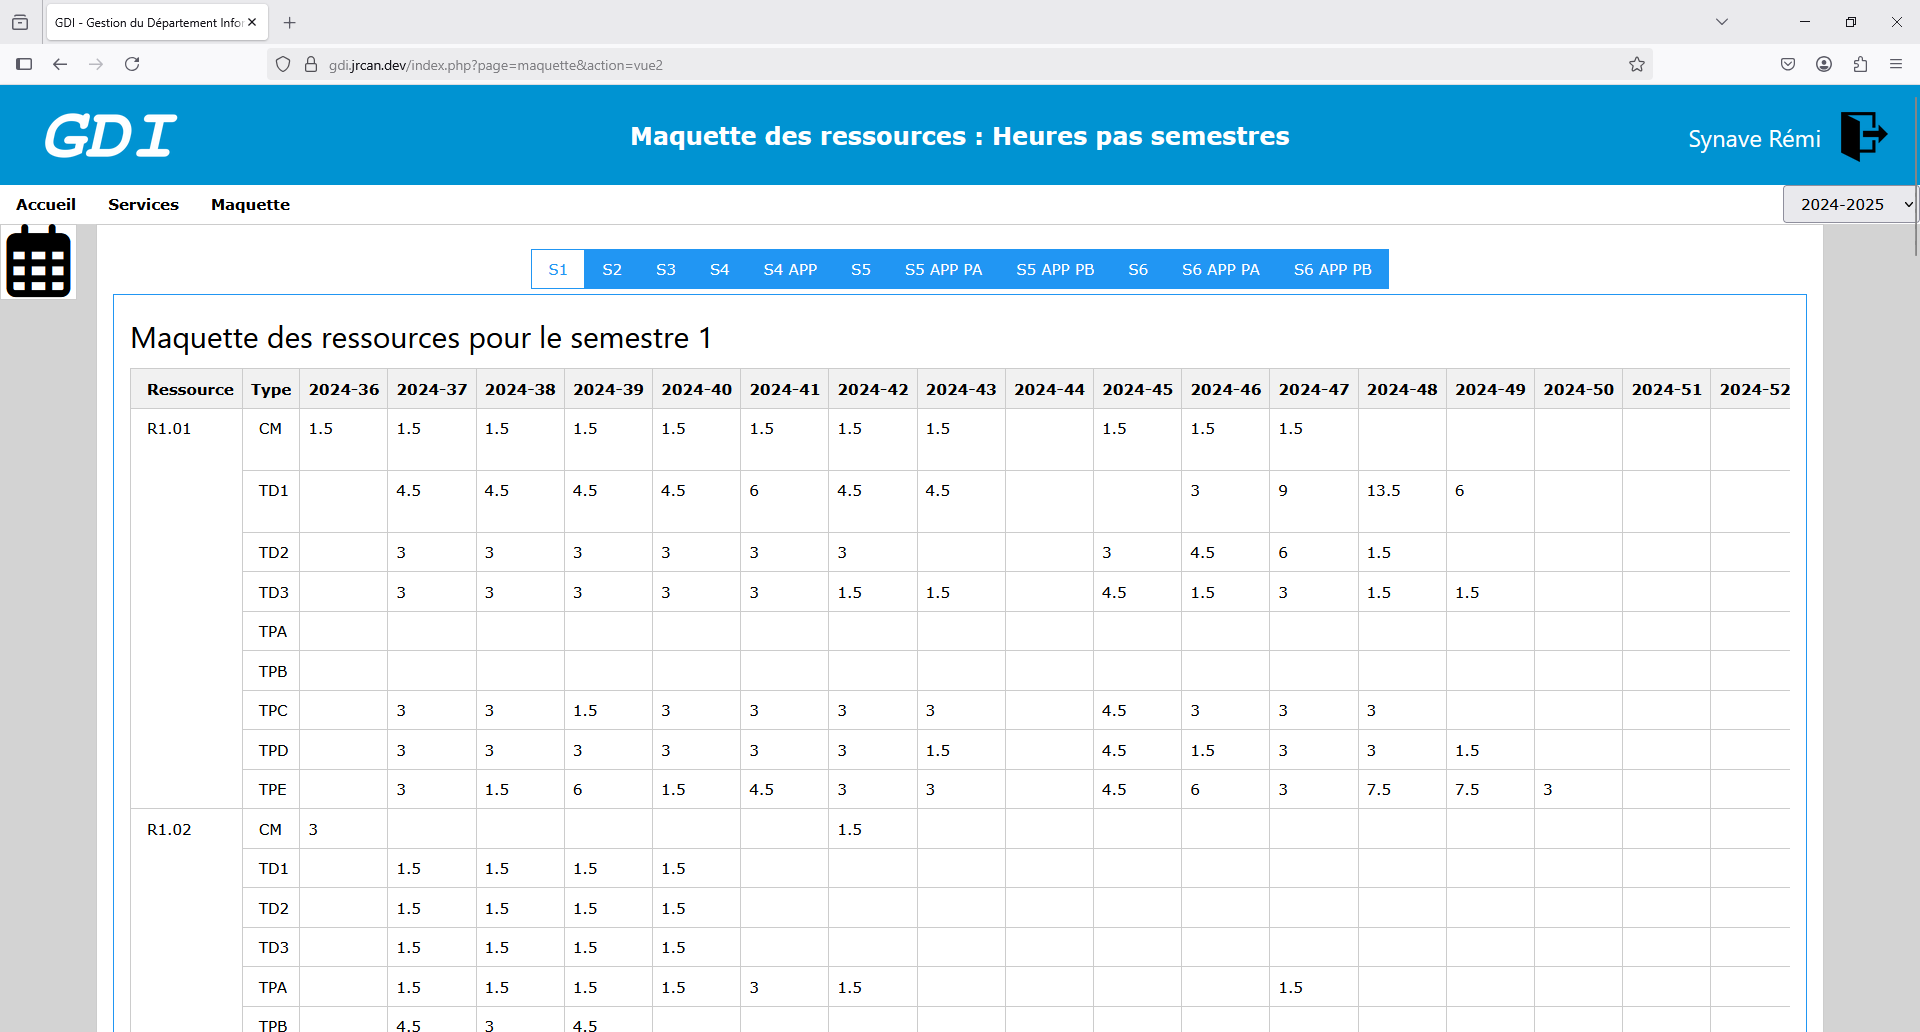 GDI - Gestion du Département Infor
gdi.jrcan.dev/index.php?page=maquette&action=vue2
GDI
Maquette des ressources : Heures pas semestres
Synave Rémi
Accueil Services Maquette 2024-2025
S1 S2 S3 S4 S4 APP S5 S5 APP PA S5 APP PB S6 S6 APP PA S6 APP PB
Maquette des ressources pour le semestre 1
Ressource Type 2024-36 2024-37 2024-38 2024-39 2024-40 2024-41 2024-42 2024-43 2024-44 2024-45 2024-46 2024-47 2024-48 2024-49 2024-50 2024-51 2024-52
R1.01 CM 1.5 1.5 1.5 1.5 1.5 1.5 1.5 1.5 1.5 1.5 1.5
TD1 4.5 4.5 4.5 4.5 6 4.5 4.5 3 9 13.5 6
TD2 3 3 3 3 3 3 3 4.5 6 1.5
TD3 3 3 3 3 3 1.5 1.5 4.5 1.5 3 1.5 1.5
TPA
TPB
TPC 3 3 1.5 3 3 3 3 4.5 3 3 3
TPD 3 3 3 3 3 3 1.5 4.5 1.5 3 3 1.5
TPE 3 1.5 6 1.5 4.5 3 3 4.5 6 3 7.5 7.5 3
R1.02 CM 3 1.5
TD1 1.5 1.5 1.5 1.5
TD2 1.5 1.5 1.5 1.5
TD3 1.5 1.5 1.5 1.5
TPA 1.5 1.5 1.5 1.5 3 1.5 1.5
TPB 4.5 3 4.5